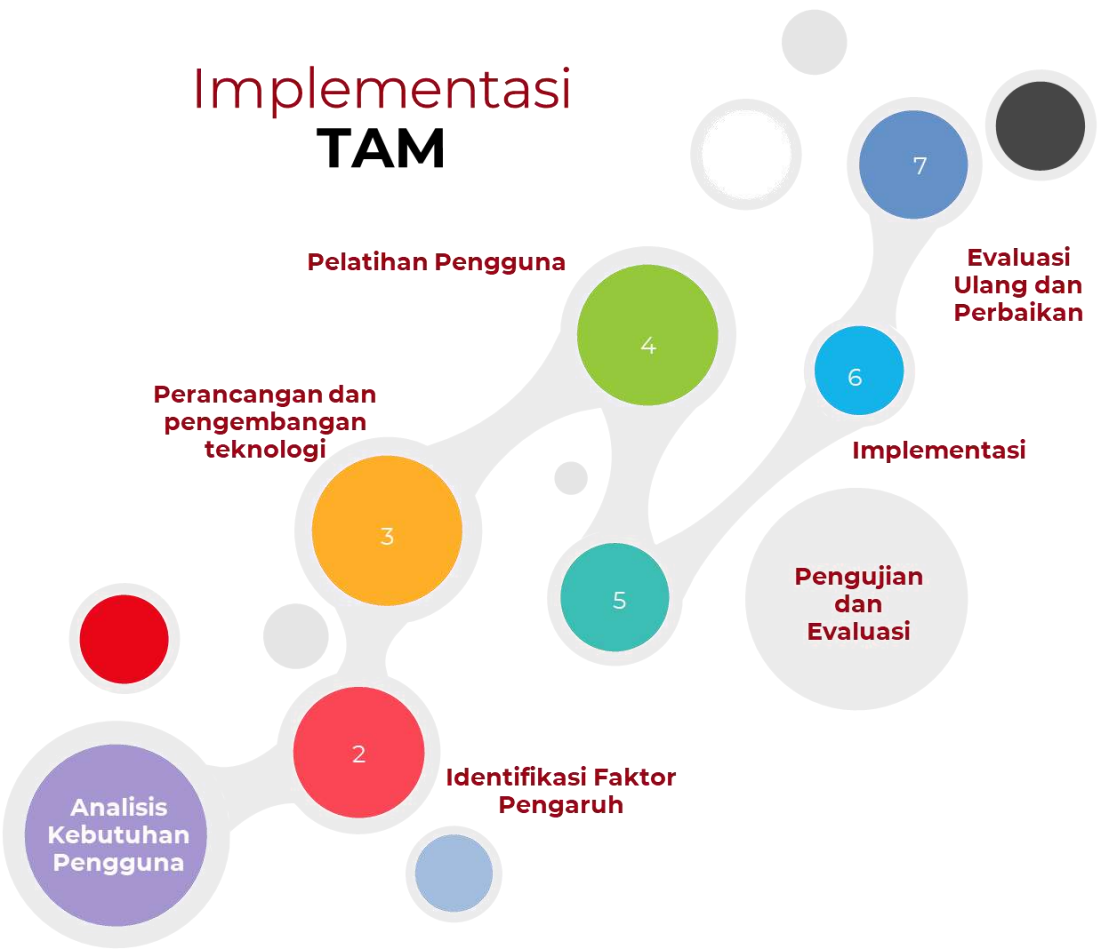 Implementasi
TAM
Analisis
Kebutuhan
Pengguna
2
Identifikasi Faktor
Pengaruh
3
Perancangan dan
pengembangan
teknologi
4
Pelatihan Pengguna
5
Pengujian
dan
Evaluasi
6
Implementasi
7
Evaluasi
Ulang dan
Perbaikan